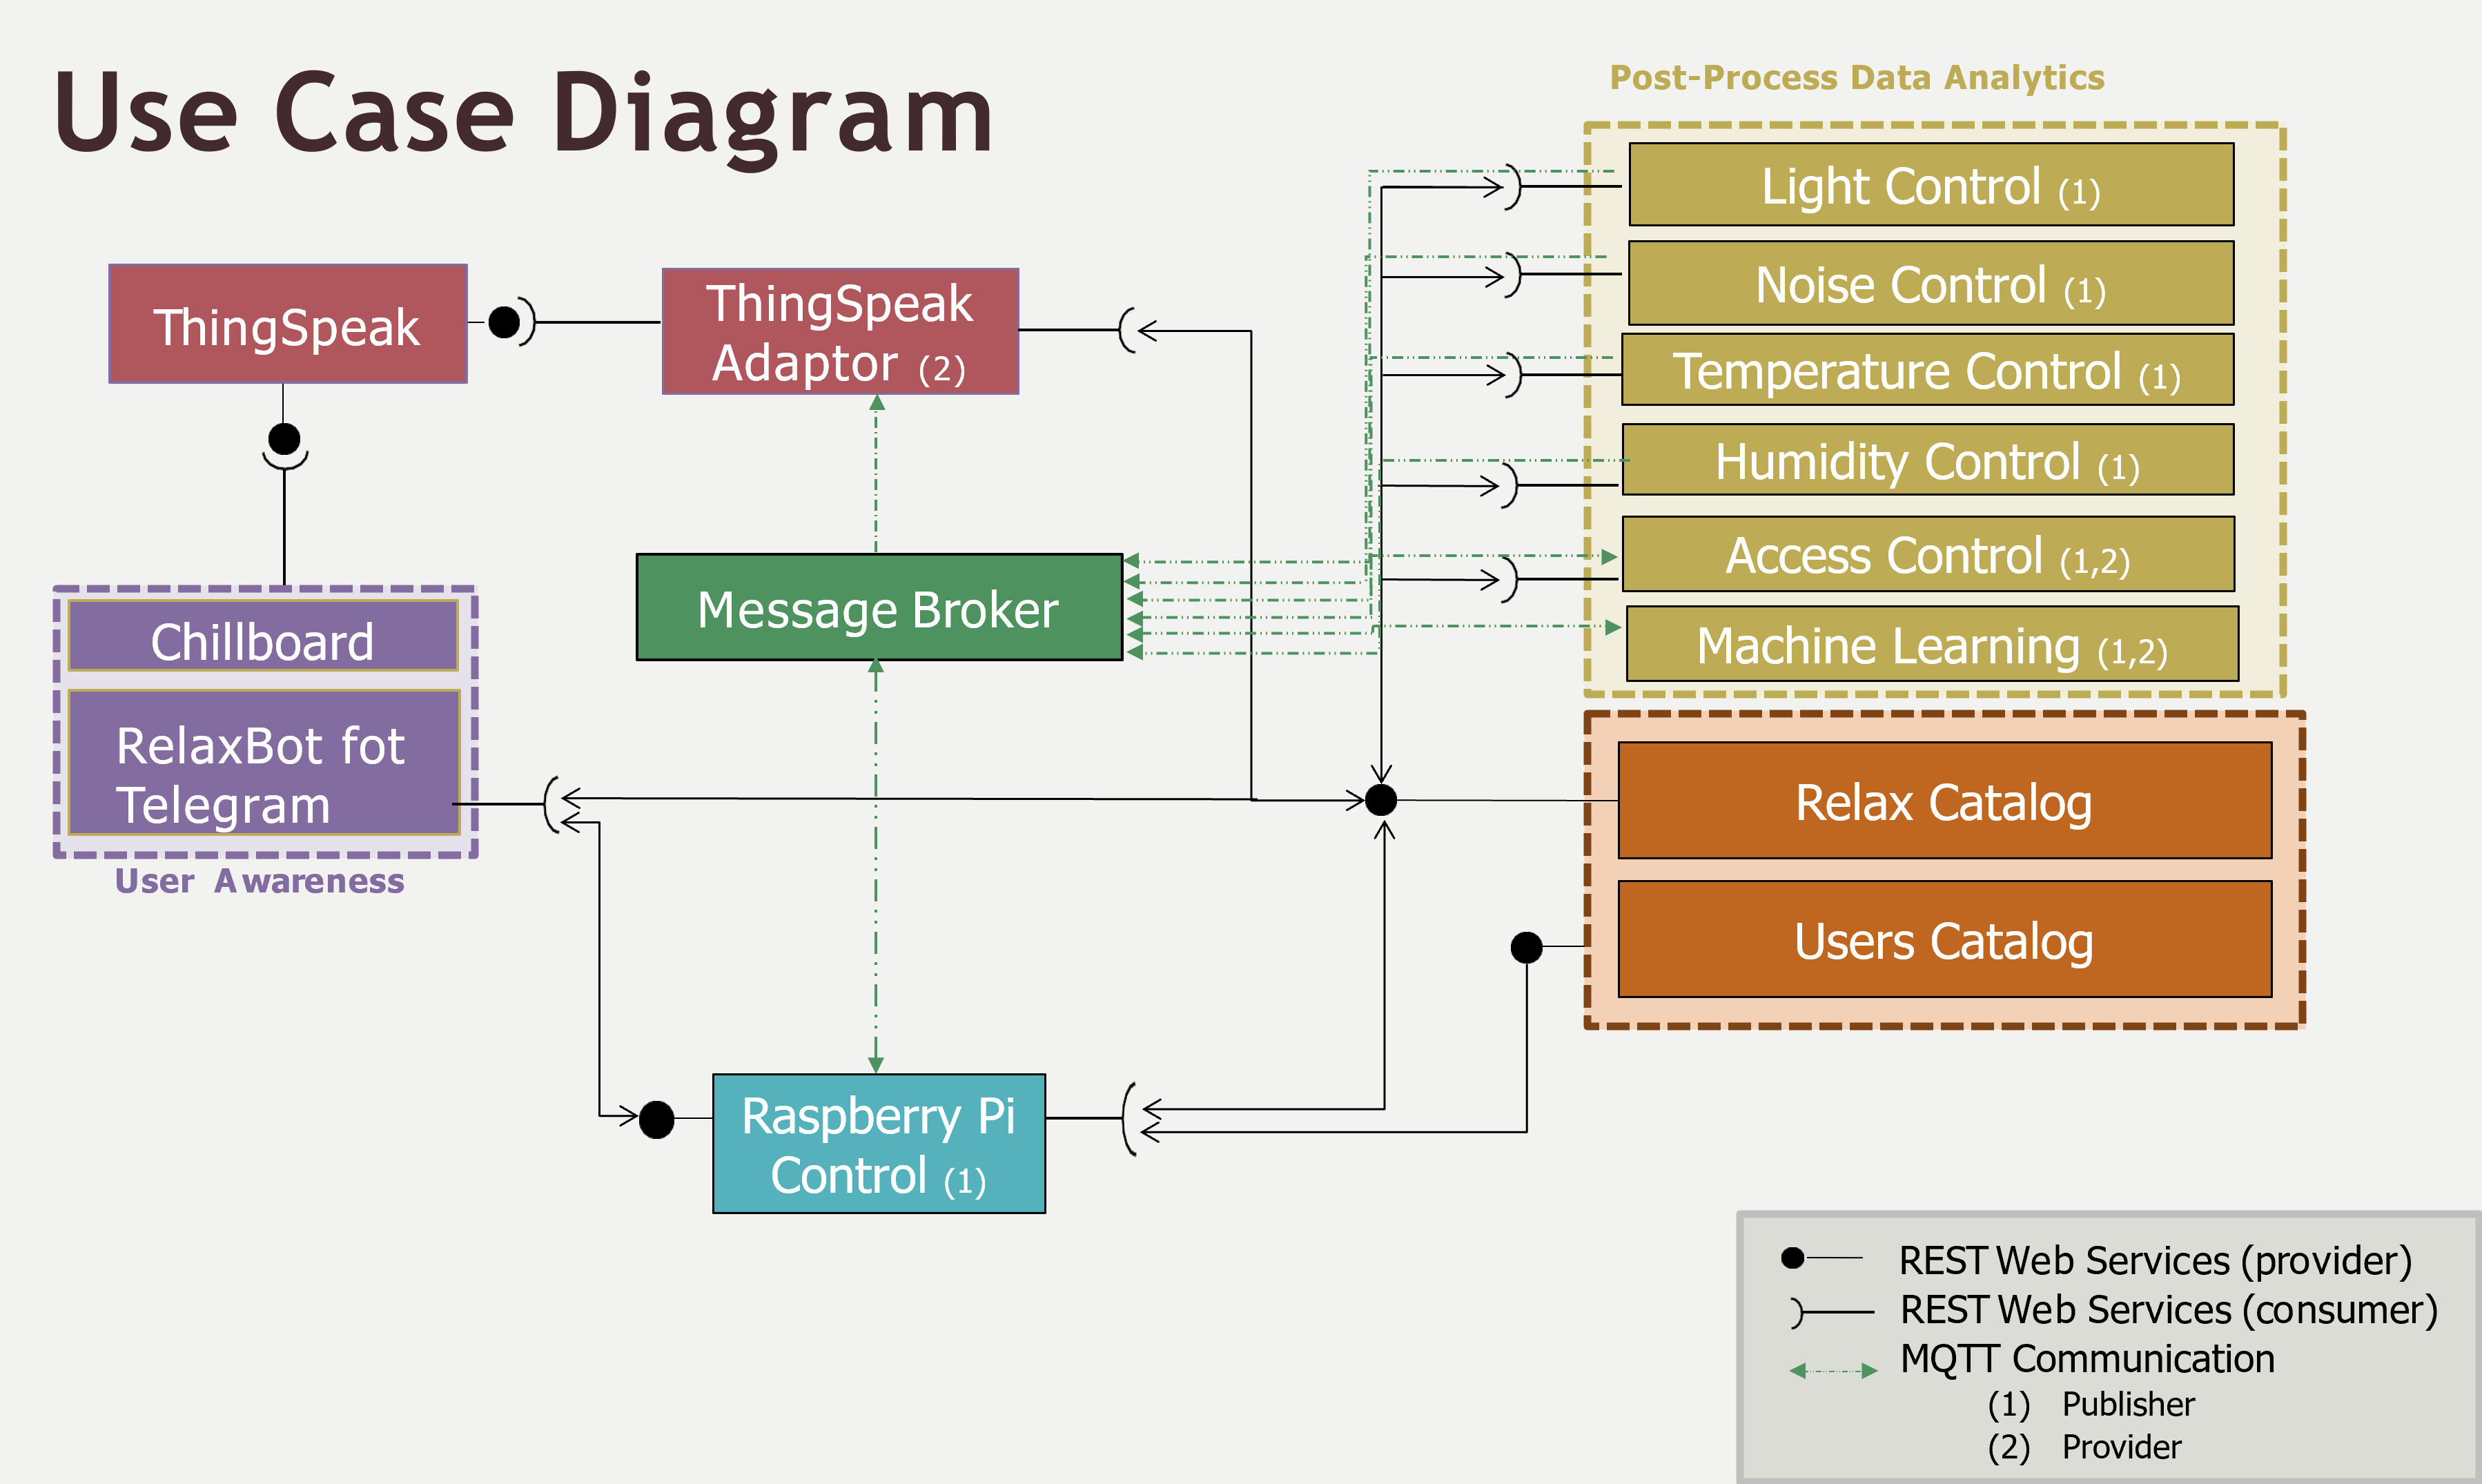 Use Case Diagram
Post-Process Data Analytics
Light Control (1)
Noise Control (1)
Temperature Control (1)
Humidity Control (1)
Access Control (1,2)
Machine Learning (1,2)
ThingSpeak
ThingSpeak
Adaptor (2)
Message Broker
Chillboard
RelaxBot fot
Telegram
User Awareness
Relax Catalog
Users Catalog
Raspberry Pi
Control (1)
REST Web Services (provider)
REST Web Services (consumer)
MQTT Communication
(1) Publisher
(2) Provider